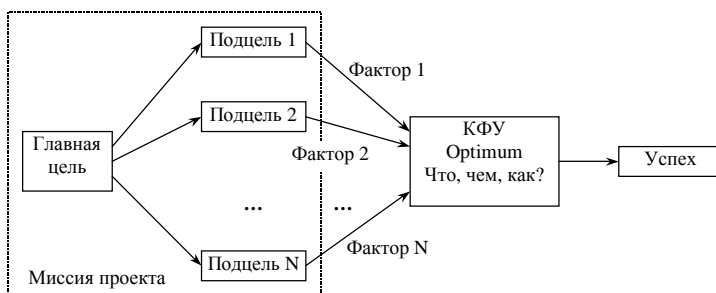 Подцель 1
Фактор 1
Подцель 2
Главная
цель
Фактор 2
КФУ
Optimum
Что, чем, как?
Успех
...
...
Подцель N
Фактор N
Миссия проекта